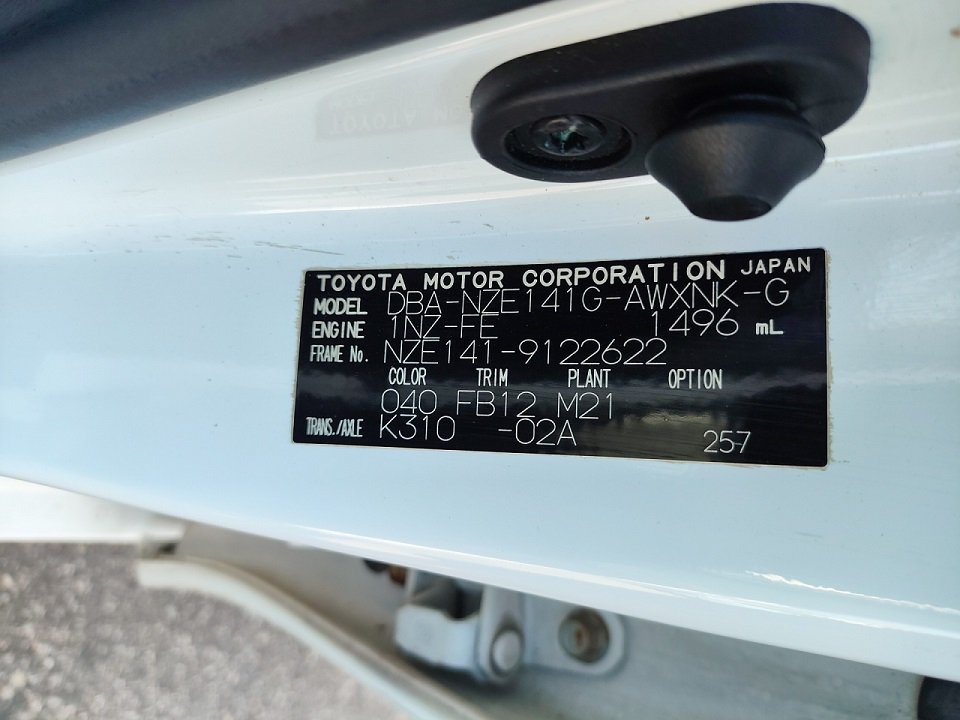 TOYOTA MOTOR CORPORATION JAPAN
MODEL DBA-NZE141G-AWXNK-G
ENGINE 1NZ-FE 1496 mL
FRAME No. NZE141-9122622
COLOR TRIM PLANT OPTION
040 FB12 M21
TRANS./AXLE K310 -02A 257